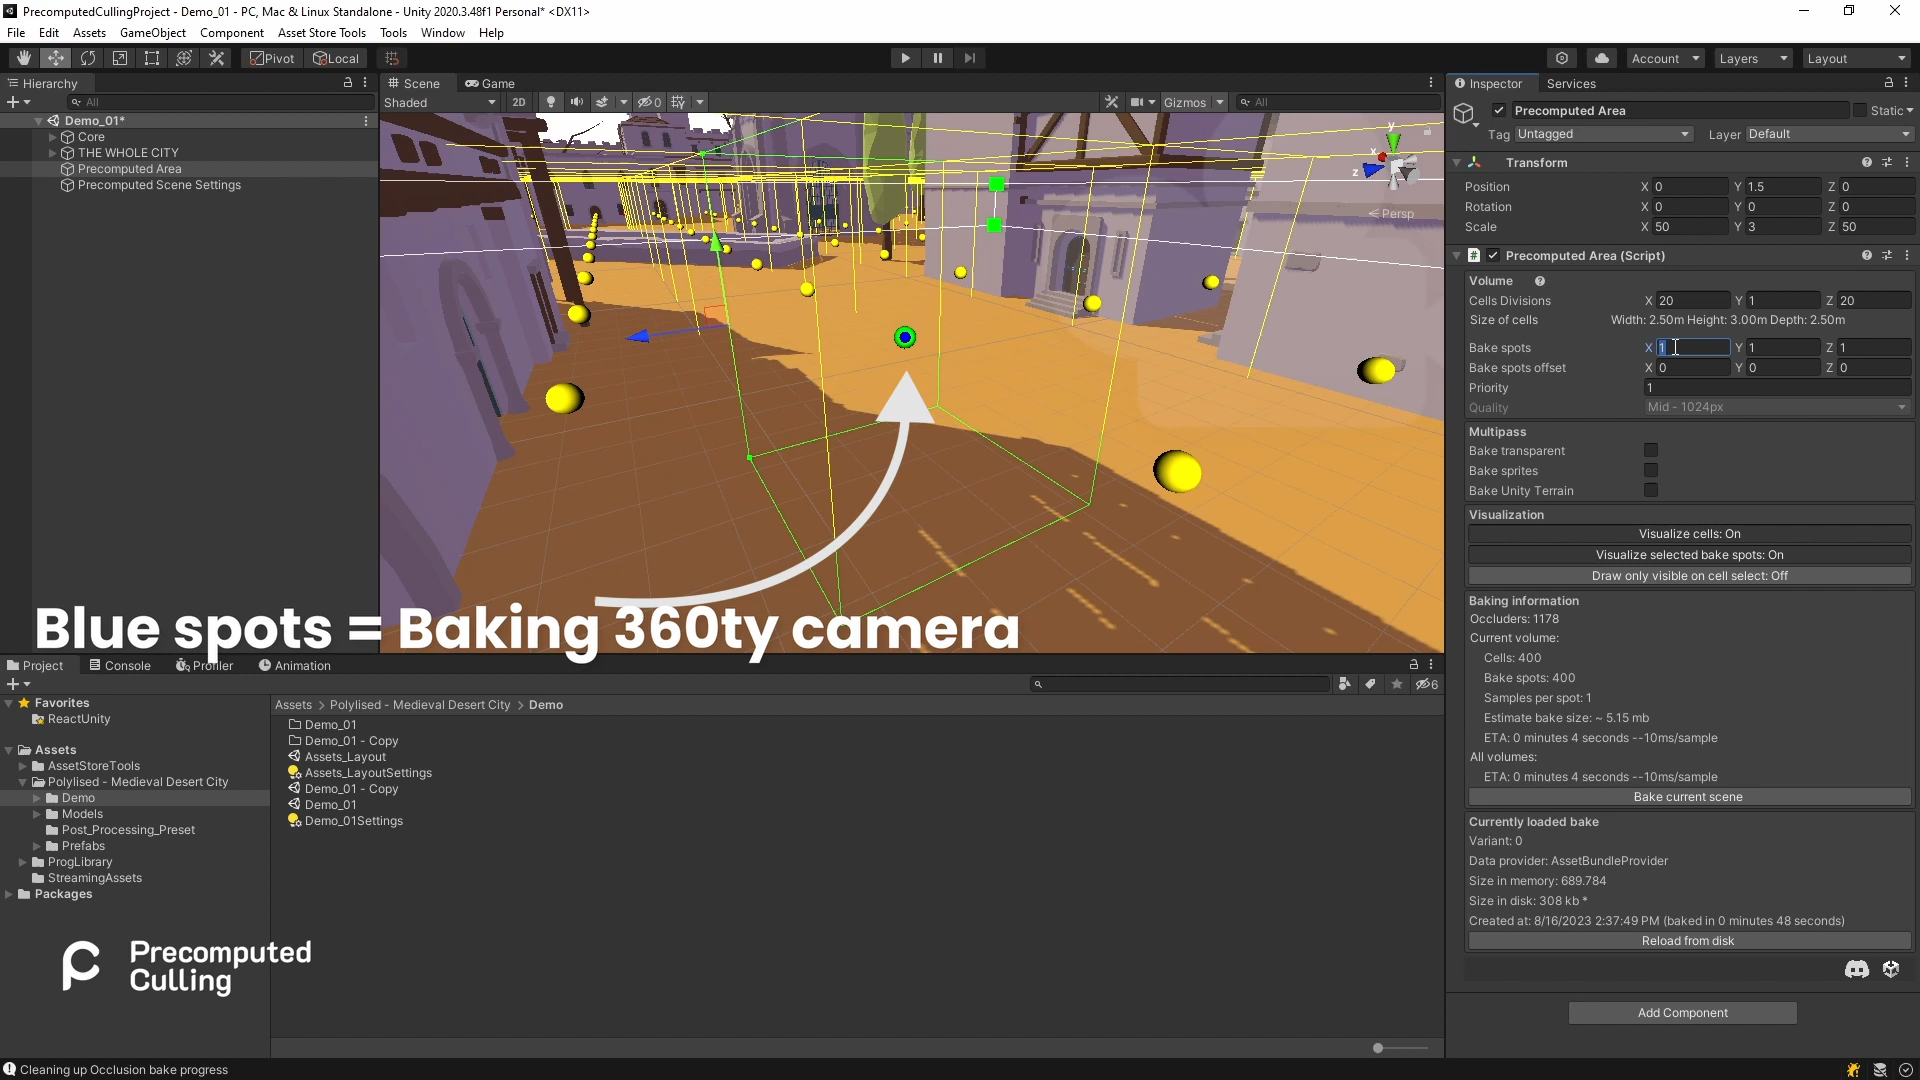 PrecomputedCullingProject - Demo_01 - PC, Mac & Linux Standalone - Unity 2020.3.48f1 Personal* <DX11>
File Edit Assets GameObject Component Asset Store Tools Tools Window Help
Pivot Local Account Layers Layout
Hierarchy
All
Demo_01*
Core
THE WHOLE CITY
Precomputed Area
Precomputed Scene Settings
Scene Game
Shaded 2D 0 Gizmos All
y
x
z
Persp
Blue spots = Baking 360ty camera
Inspector Services
Precomputed Area Static
Tag Untagged Layer Default
Transform
Position X 0 Y 1.5 Z 0
Rotation X 0 Y 0 Z 0
Scale X 50 Y 3 Z 50
Precomputed Area (Script)
Volume
Cells Divisions X 20 Y 1 Z 20
Size of cells Width: 2.50m Height: 3.00m Depth: 2.50m
Bake spots X 1 Y 1 Z 1
Bake spots offset X 0 Y 0 Z 0
Priority 1
Quality Mid - 1024px
Multipass
Bake transparent
Bake sprites
Bake Unity Terrain
Visualization
Visualize cells: On
Visualize selected bake spots: On
Draw only visible on cell select: Off
Baking information
Occluders: 1178
Current volume:
Cells: 400
Bake spots: 400
Samples per spot: 1
Estimate bake size: ~ 5.15 mb
ETA: 0 minutes 4 seconds --10ms/sample
All volumes:
ETA: 0 minutes 4 seconds --10ms/sample
Bake current scene
Currently loaded bake
Variant: 0
Data provider: AssetBundleProvider
Size in memory: 689.784
Size in disk: 308 kb *
Created at: 8/16/2023 2:37:49 PM (baked in 0 minutes 48 seconds)
Reload from disk
Add Component
Project Console Profiler Animation
6
Favorites
ReactUnity
Assets
AssetStoreTools
Polylised - Medieval Desert City
Demo
Models
Post_Processing_Preset
Prefabs
ProgLibrary
StreamingAssets
Packages
Assets > Polylised - Medieval Desert City > Demo
Demo_01
Demo_01 - Copy
Assets_Layout
Assets_LayoutSettings
Demo_01 - Copy
Demo_01
Demo_01Settings
Precomputed
Culling
Cleaning up Occlusion bake progress